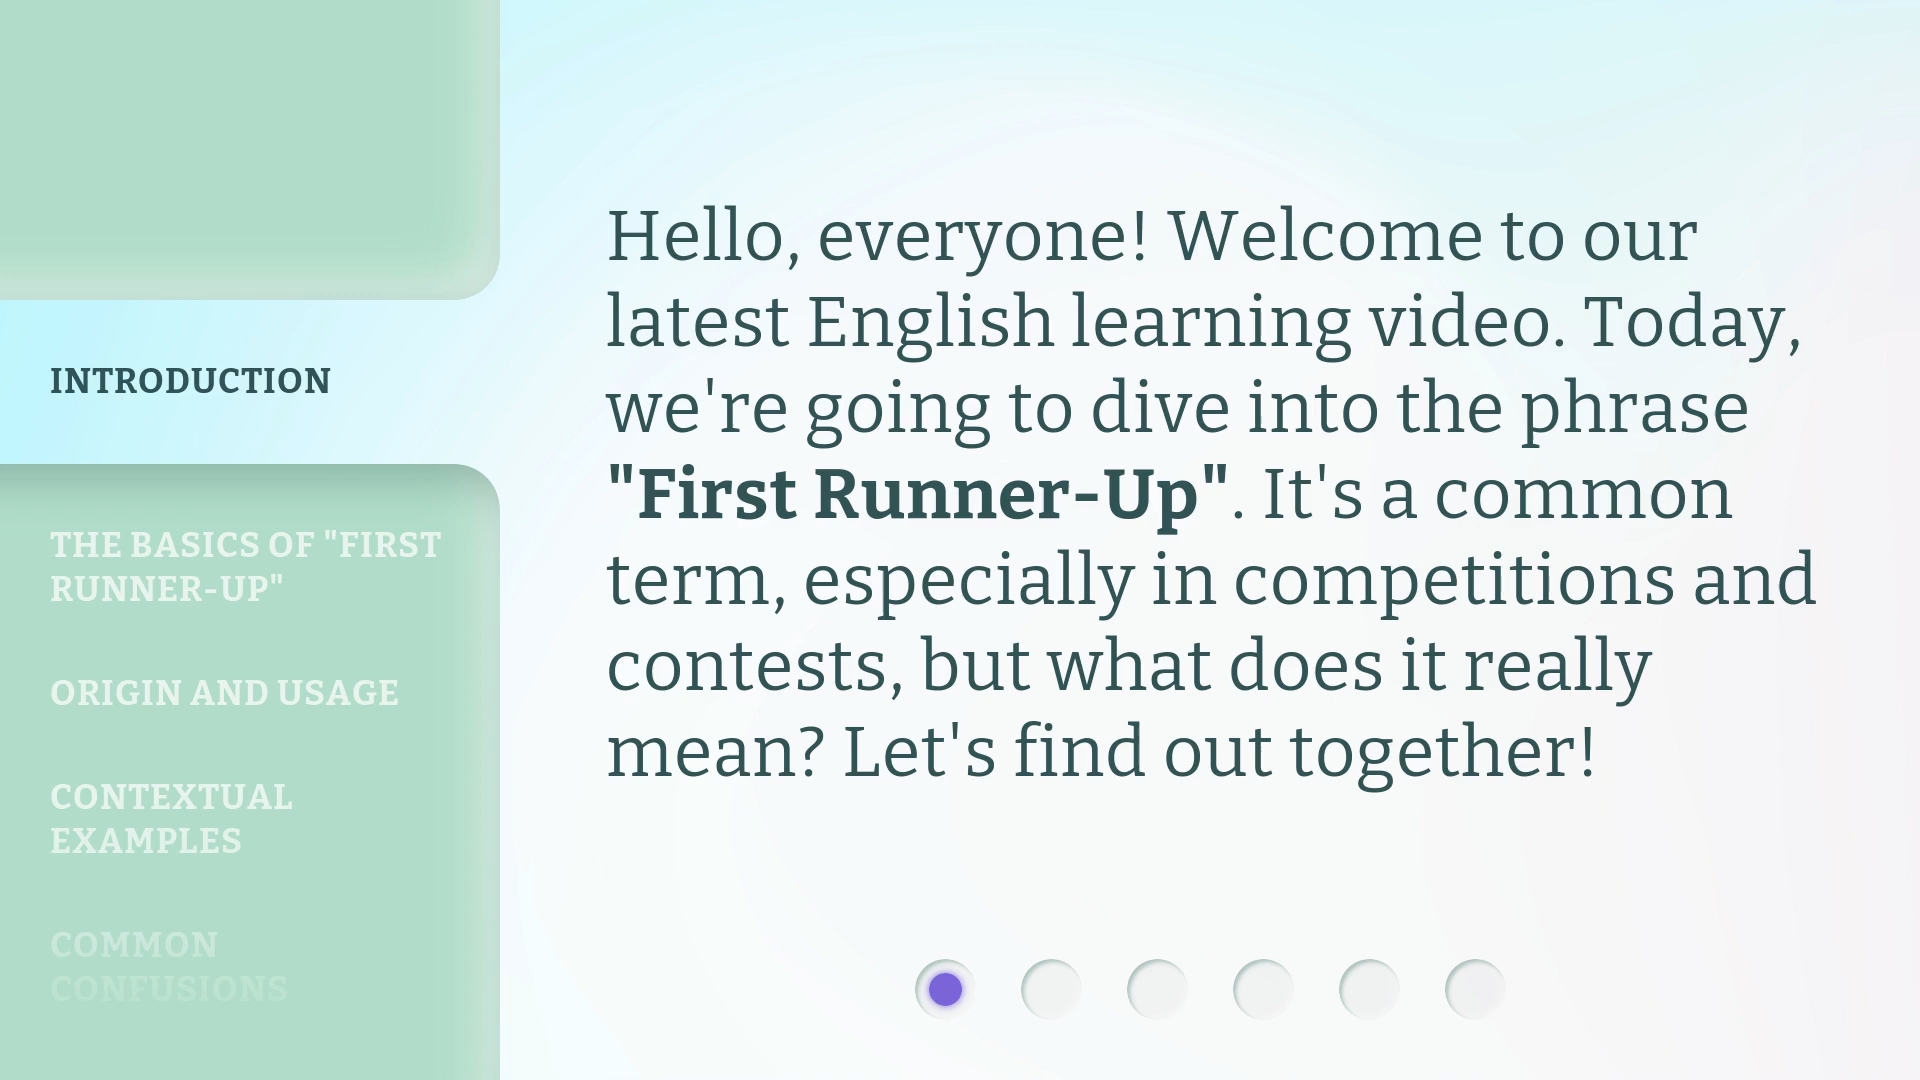 INTRODUCTION
THE BASICS OF "FIRST
RUNNER-UP"
ORIGIN AND USAGE
CONTEXTUAL
EXAMPLES
COMMON
CONFUSIONS
Hello, everyone! Welcome to our
latest English learning video. Today,
we're going to dive into the phrase
"First Runner-Up". It's a common
term, especially in competitions and
contests, but what does it really
mean? Let's find out together!